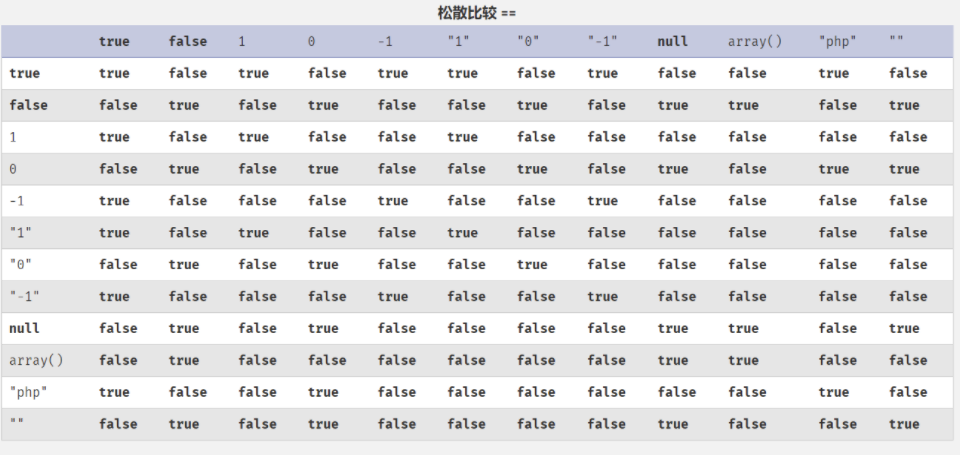 松散比较 ==
true false 1 0 -1 "1" "0" "-1" null array() "php" ""
true true false true false true true false true false false true false
false false true false true false false true false true true false true
1 true false true false false true false false false false false false
0 false true false true false false true false true false true true
-1 true false false false true false false true false false false false
"1" true false true false false true false false false false false false
"0" false true false true false false true false false false false false
"-1" true false false false true false false true false false false false
null false true false true false false false false true true false true
array() false true false false false false false false true true false false
"php" true false false true false false false false false false true false
"" false true false true false false false false true false false true